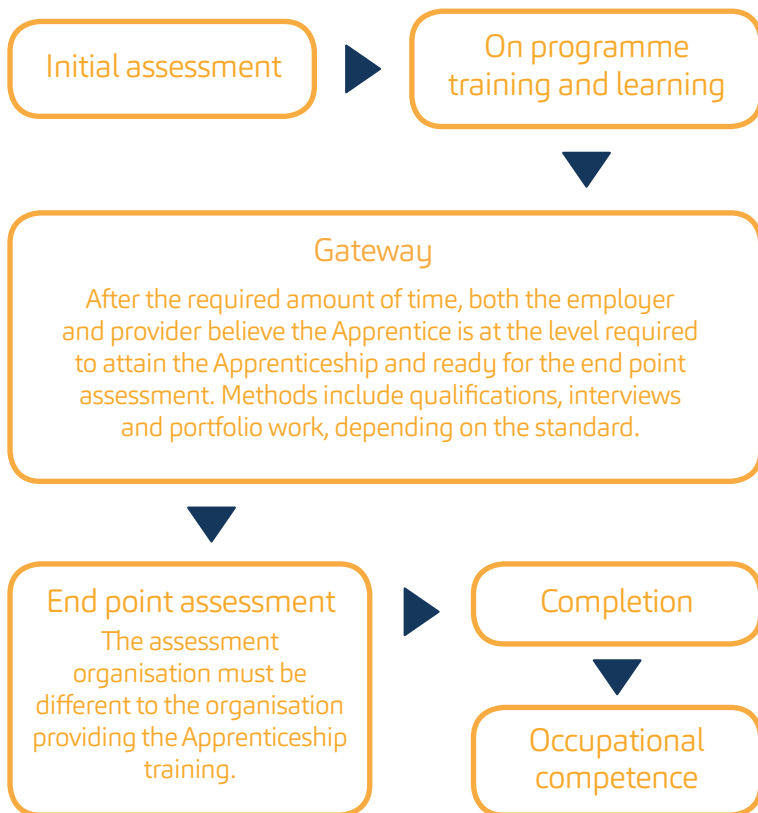 Initial assessment
On programme
training and learning
Gateway
After the required amount of time, both the employer
and provider believe the Apprentice is at the level required
to attain the Apprenticeship and ready for the end point
assessment. Methods include qualifications, interviews
and portfolio work, depending on the standard.
End point assessment
The assessment
organisation must be
different to the organisation
providing the Apprenticeship
training.
Completion
Occupational
competence